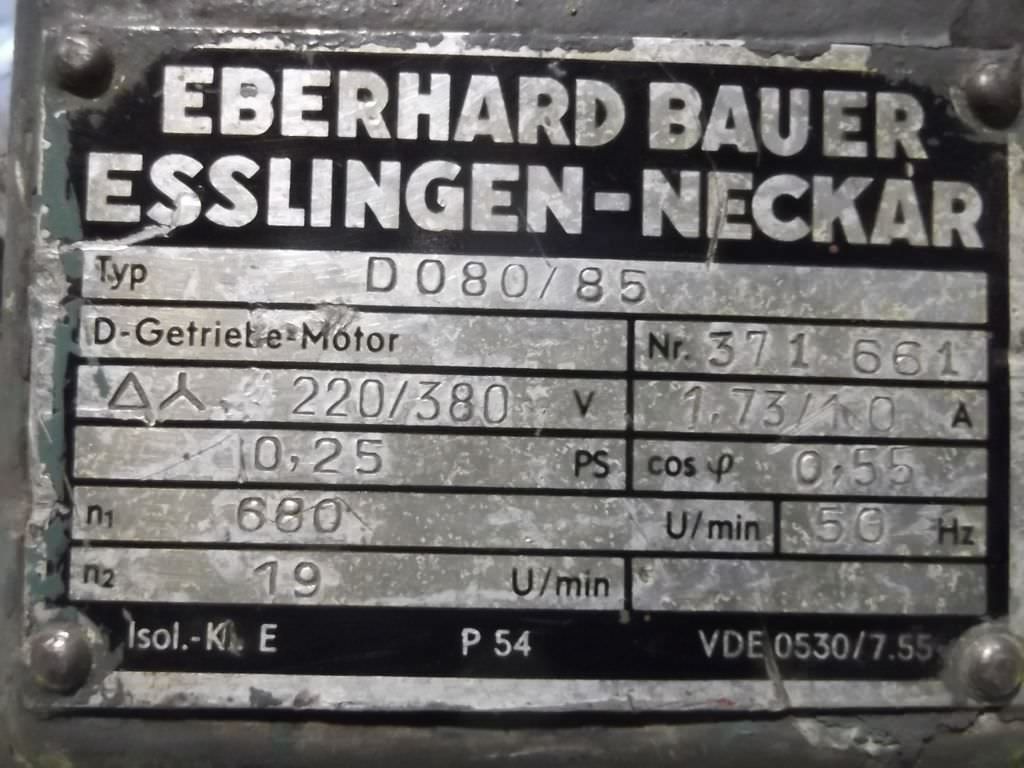 EBERHARD BAUER
ESSLINGEN-NECKAR
Typ D080/85
D-Getriebe-Motor Nr. 371 661
220/380 V 1,73/1,0 A
0,25 PS cos φ 0,55
n1 680 U/min 50 Hz
n2 19 U/min
Isol.-Kl. E P 54 VDE 0530/7.55